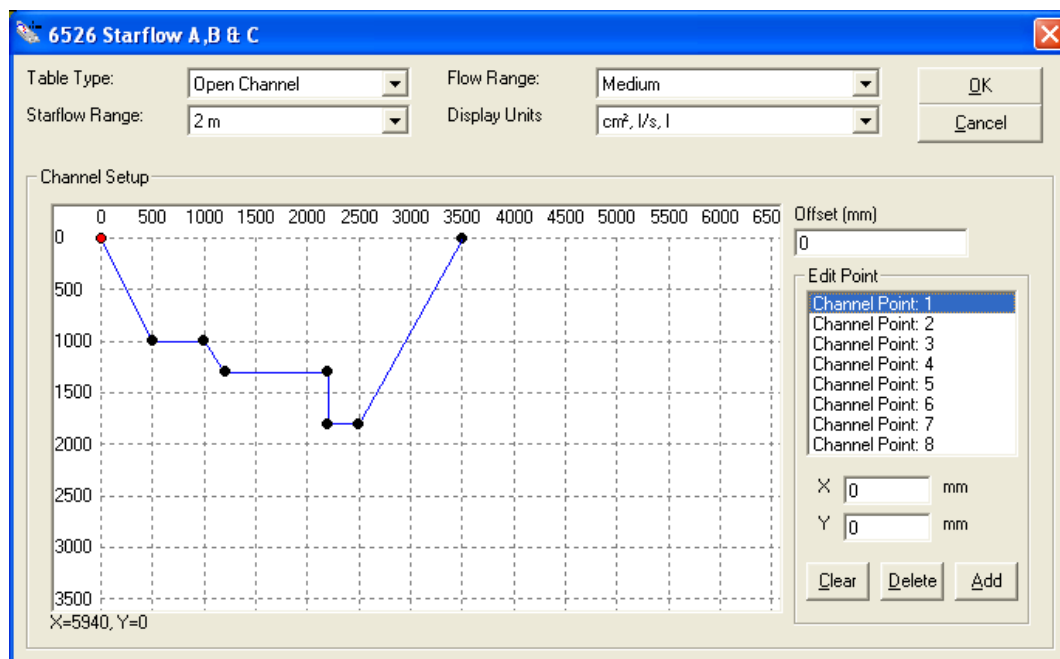 6526 Starflow A,B & C
Table Type: Open Channel Flow Range: Medium OK
Starflow Range: 2 m Display Units cm², l/s, l Cancel
Channel Setup
0 500 1000 1500 2000 2500 3000 3500 4000 4500 5000 5500 6000 650
0
500
1000
1500
2000
2500
3000
3500
X=5940, Y=0
Offset (mm)
0
Edit Point
Channel Point: 1
Channel Point: 2
Channel Point: 3
Channel Point: 4
Channel Point: 5
Channel Point: 6
Channel Point: 7
Channel Point: 8
X 0 mm
Y 0 mm
Clear Delete Add